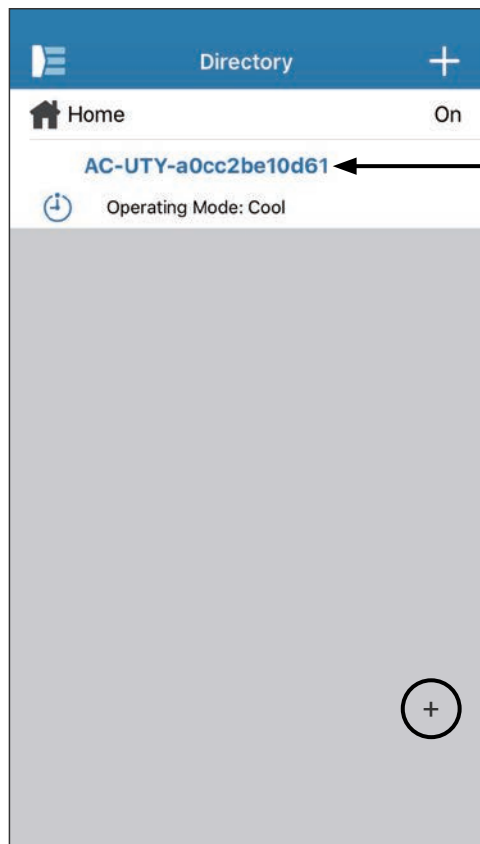 Directory
Home On
AC-UTY-a0cc2be10d61
Operating Mode: Cool